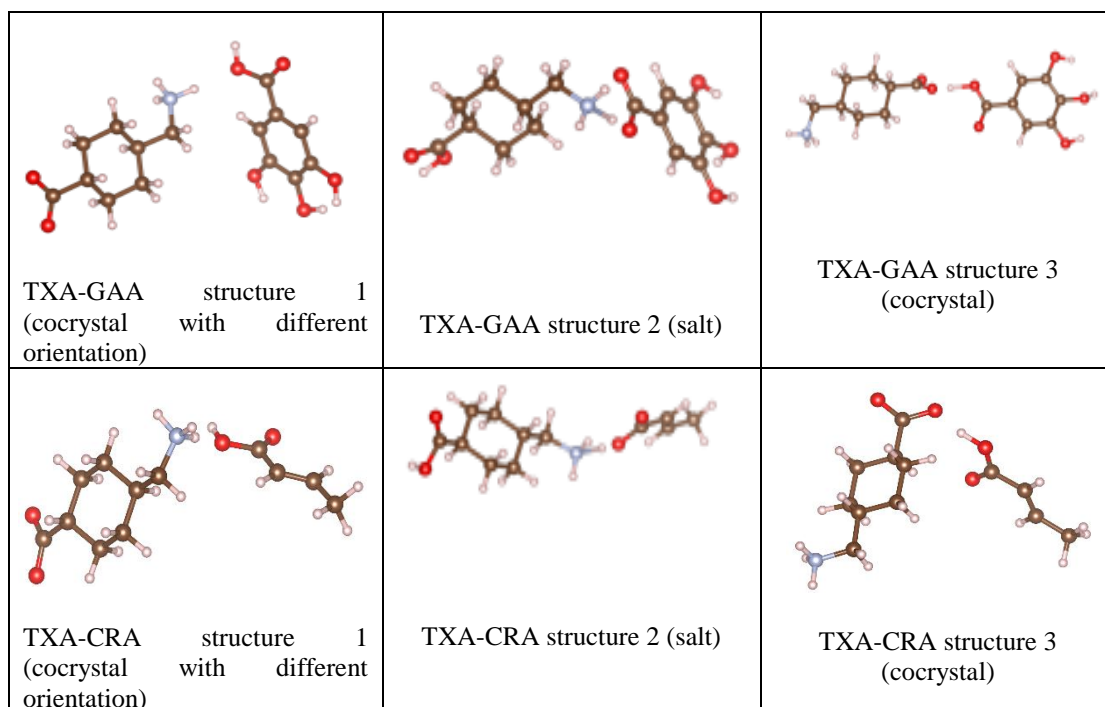 TXA-GAA structure 1
(cocrystal with different
orientation)
TXA-GAA structure 2 (salt)
TXA-GAA structure 3
(cocrystal)
TXA-CRA structure 1
(cocrystal with different
orientation)
TXA-CRA structure 2 (salt)
TXA-CRA structure 3
(cocrystal)